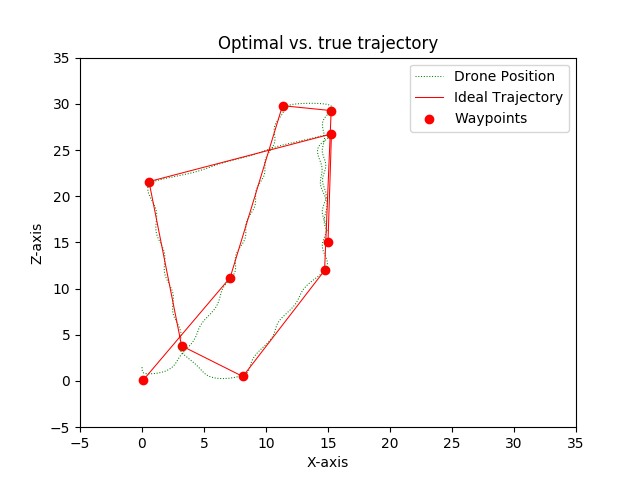 Optimal vs. true trajectory
Drone Position
Ideal Trajectory
Waypoints
Z-axis
35
30
25
20
15
10
5
0
−5
−5 0 5 10 15 20 25 30 35
X-axis